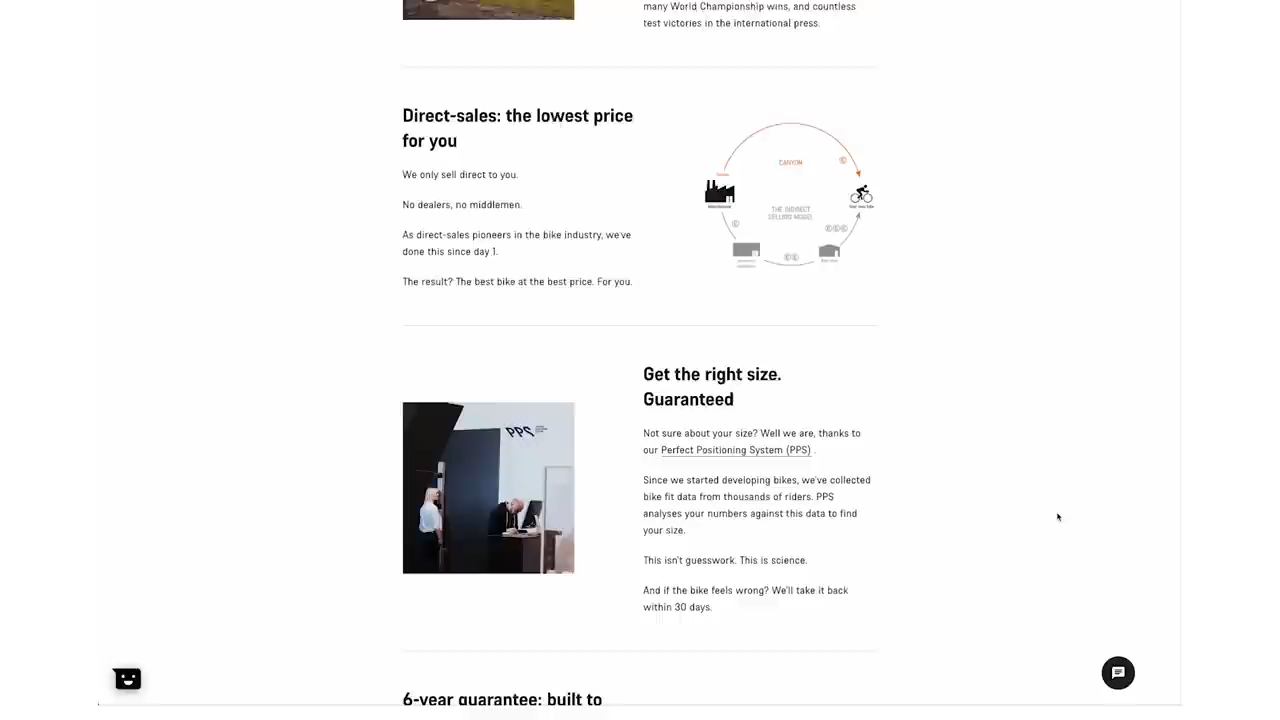 many World Championship wins, and countless
test victories in the international press.
Direct-sales: the lowest price
for you
We only sell direct to you.
No dealers, no middlemen.
As direct-sales pioneers in the bike industry, we've
done this since day 1.
The result? The best bike at the best price. For you.
CANYON
THE INDIRECT
SELLING MODEL
Get the right size.
Guaranteed
Not sure about your size? Well we are, thanks to
our Perfect Positioning System (PPS) .
Since we started developing bikes, we've collected
bike fit data from thousands of riders. PPS
analyses your numbers against this data to find
your size.
This isn't guesswork. This is science.
And if the bike feels wrong? We'll take it back
within 30 days.
PPS
6-year guarantee: built to